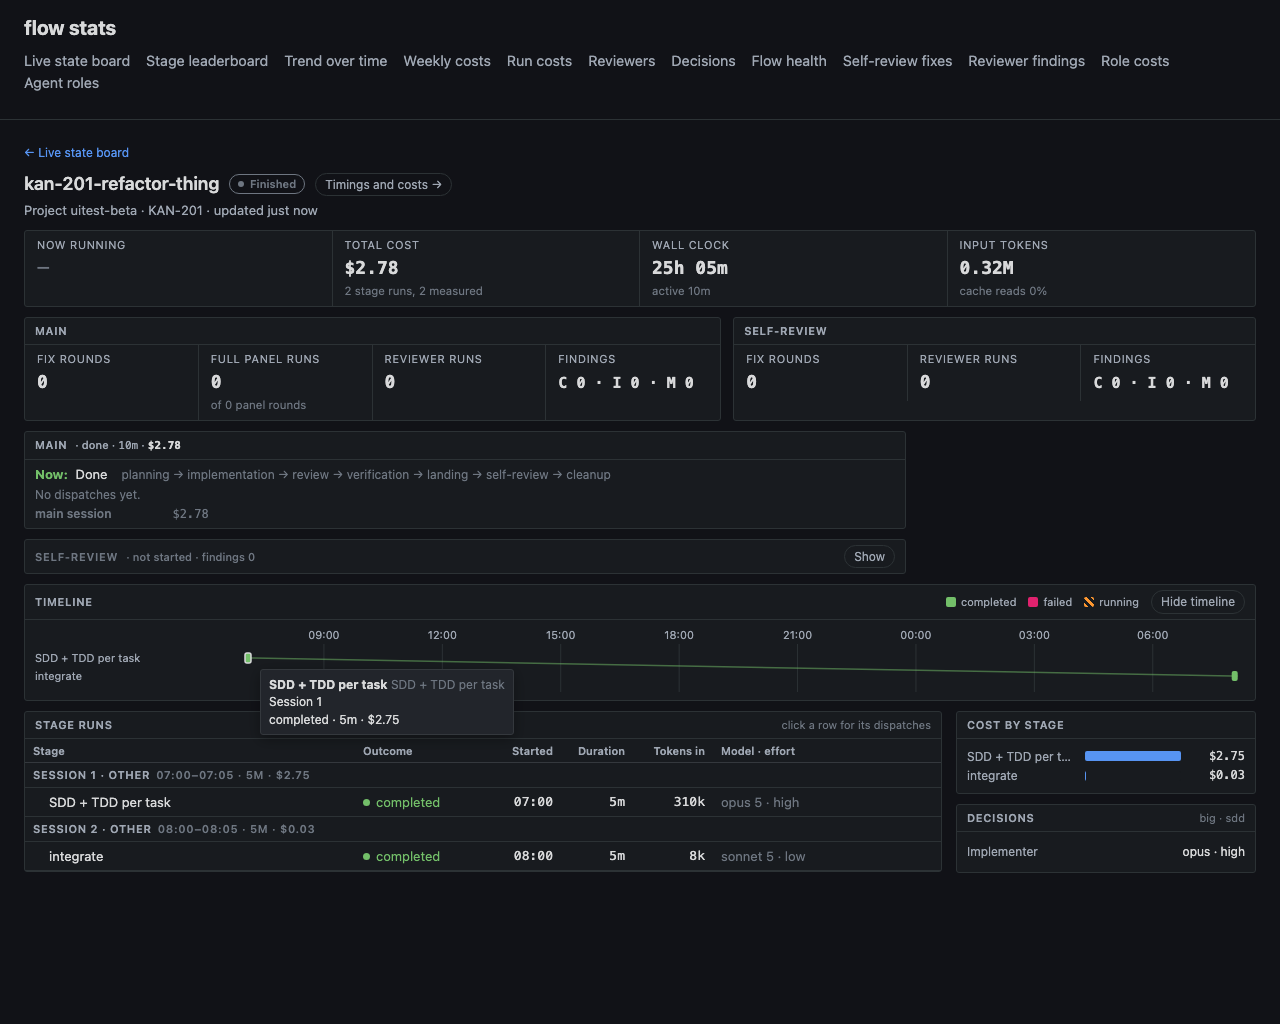 flow stats
Live state board Stage leaderboard Trend over time Weekly costs Run costs Reviewers Decisions Flow health Self-review fixes Reviewer findings Role costs
Agent roles
← Live state board
kan-201-refactor-thing Finished Timings and costs →
Project uitest-beta · KAN-201 · updated just now
NOW RUNNING
—
TOTAL COST
$2.78
2 stage runs, 2 measured
WALL CLOCK
25h 05m
active 10m
INPUT TOKENS
0.32M
cache reads 0%
MAIN
FIX ROUNDS
0
FULL PANEL RUNS
0
of 0 panel rounds
REVIEWER RUNS
0
FINDINGS
C 0 · I 0 · M 0
SELF-REVIEW
FIX ROUNDS
0
REVIEWER RUNS
0
FINDINGS
C 0 · I 0 · M 0
MAIN · done · 10m · $2.78
Now: Done planning → implementation → review → verification → landing → self-review → cleanup
No dispatches yet.
main session $2.78
SELF-REVIEW · not started · findings 0 Show
TIMELINE completed failed running Hide timeline
09:00 12:00 15:00 18:00 21:00 00:00 03:00 06:00
SDD + TDD per task
integrate
SDD + TDD per task SDD + TDD per task
Session 1
completed · 5m · $2.75
STAGE RUNS click a row for its dispatches
Stage Outcome Started Duration Tokens in Model · effort
SESSION 1 · OTHER 07:00–07:05 · 5M · $2.75
SDD + TDD per task completed 07:00 5m 310k opus 5 · high
SESSION 2 · OTHER 08:00–08:05 · 5M · $0.03
integrate completed 08:00 5m 8k sonnet 5 · low
COST BY STAGE
SDD + TDD per t... $2.75
integrate $0.03
DECISIONS big · sdd
Implementer opus · high